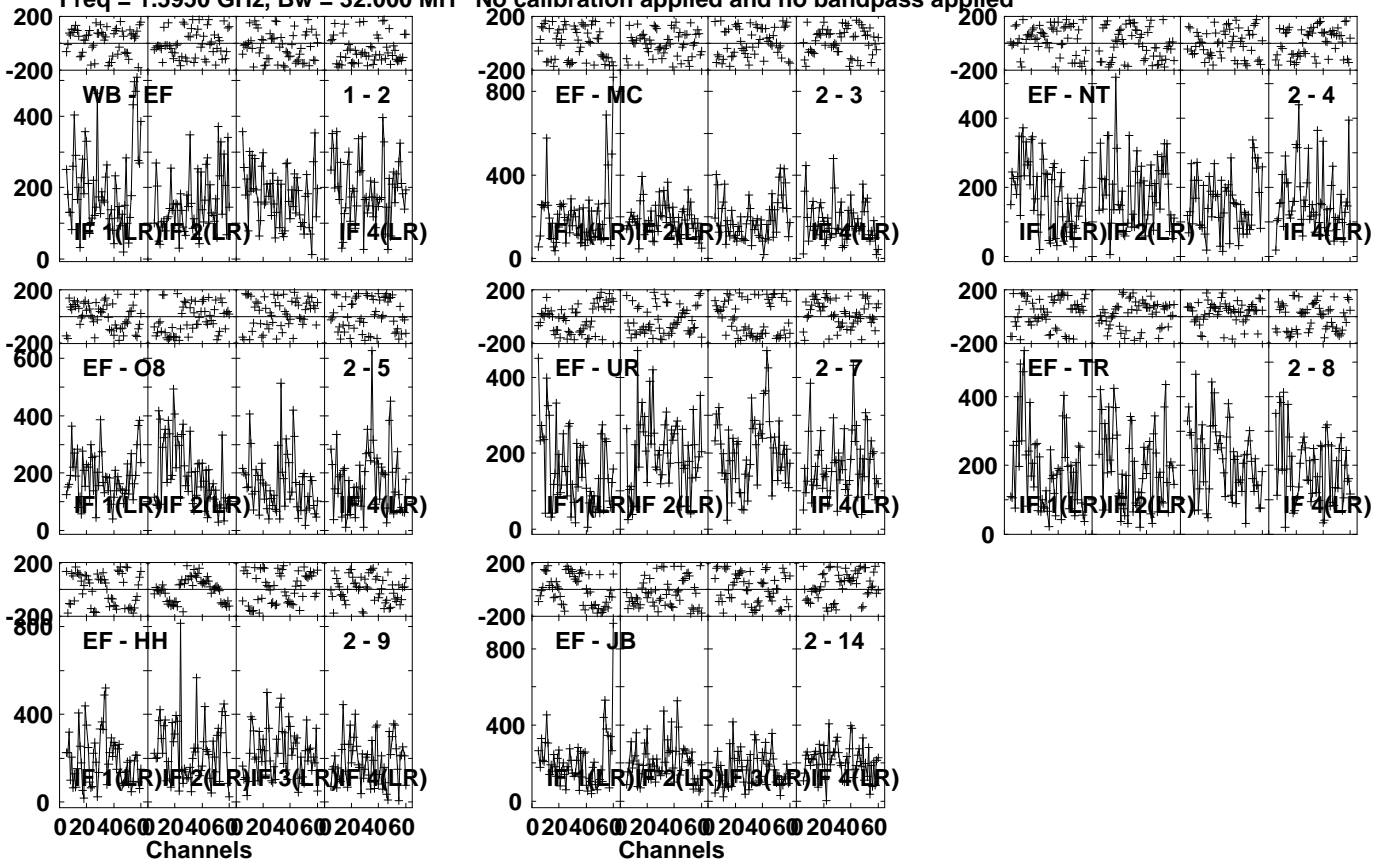 Freq = 1.5950 GHz, Bw = 32.000 MH No calibration applied and no bandpass applied
200
-200
WB - EF 1 - 2
400
200
0
IF 1(LR) IF 2(LR) IF 4(LR)
200
-200
EF - MC 2 - 3
800
400
0
IF 1(LR) IF 2(LR) IF 4(LR)
200
-200
EF - NT 2 - 4
400
200
0
IF 1(LR) IF 2(LR) IF 4(LR)
200
-200
EF - O8 2 - 5
600
400
200
0
IF 1(LR) IF 2(LR) IF 4(LR)
200
-200
EF - UR 2 - 7
400
200
0
IF 1(LR) IF 2(LR) IF 4(LR)
200
-200
EF - TR 2 - 8
400
200
0
IF 1(LR) IF 2(LR) IF 4(LR)
200
-200
EF - HH 2 - 9
800
400
0
IF 1(LR) IF 2(LR) IF 3(LR) IF 4(LR)
0 20 40 60 0 20 40 60 0 20 40 60 0 20 40 60
Channels
200
-200
EF - JB 2 - 14
800
600
400
200
0
IF 1(LR) IF 2(LR) IF 3(LR) IF 4(LR)
0 20 40 60 0 20 40 60 0 20 40 60 0 20 40 60
Channels